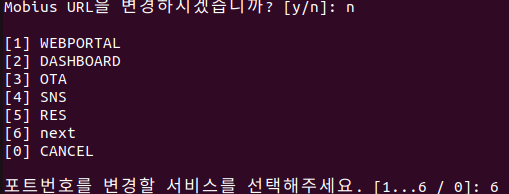 Mobius URL을 변경하시겠습니까? [y/n]: n
[1] WEBPORTAL
[2] DASHBOARD
[3] OTA
[4] SNS
[5] RES
[6] next
[0] CANCEL
포트번호를 변경할 서비스를 선택해주세요. [1...6 / 0]: 6